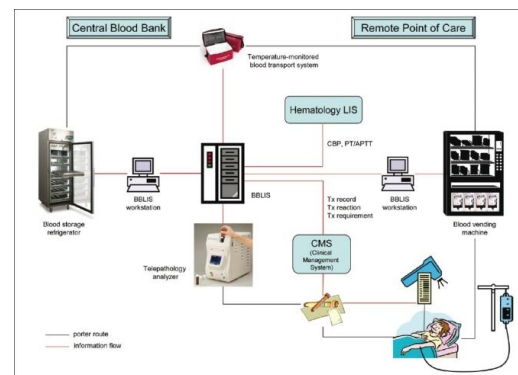 Central Blood Bank
Remote Point of Care
Temperature-monitored
blood transport system
Hematology LIS
CBP, PT/APTT
BBLIS
workstation
BBLIS
BBLIS
workstation
Blood storage
refrigerator
Tx record
Tx reaction
Tx requirement
Blood vending
machine
Telepathology
analyzer
CMS
(Clinical
Management
System)
porter route
information flow